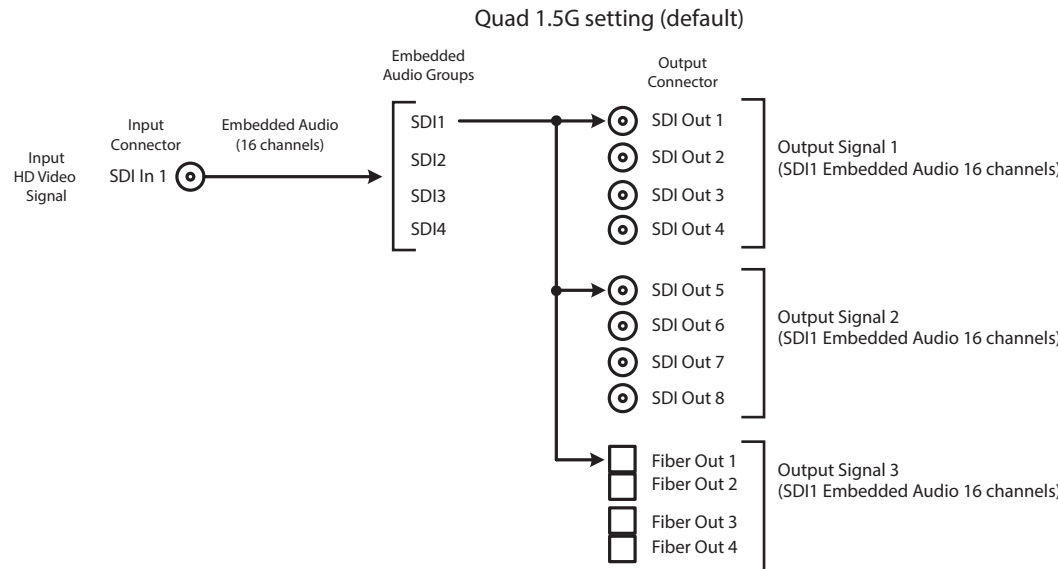 Quad 1.5G setting (default)
Embedded
Audio Groups
Output
Connector
Input
Connector
Embedded Audio
(16 channels)
Input
HD Video
Signal
SDI In 1
SDI1
SDI2
SDI3
SDI4
SDI Out 1
SDI Out 2
SDI Out 3
SDI Out 4
Output Signal 1
(SDI1 Embedded Audio 16 channels)
SDI Out 5
SDI Out 6
SDI Out 7
SDI Out 8
Output Signal 2
(SDI1 Embedded Audio 16 channels)
Fiber Out 1
Fiber Out 2
Fiber Out 3
Fiber Out 4
Output Signal 3
(SDI1 Embedded Audio 16 channels)